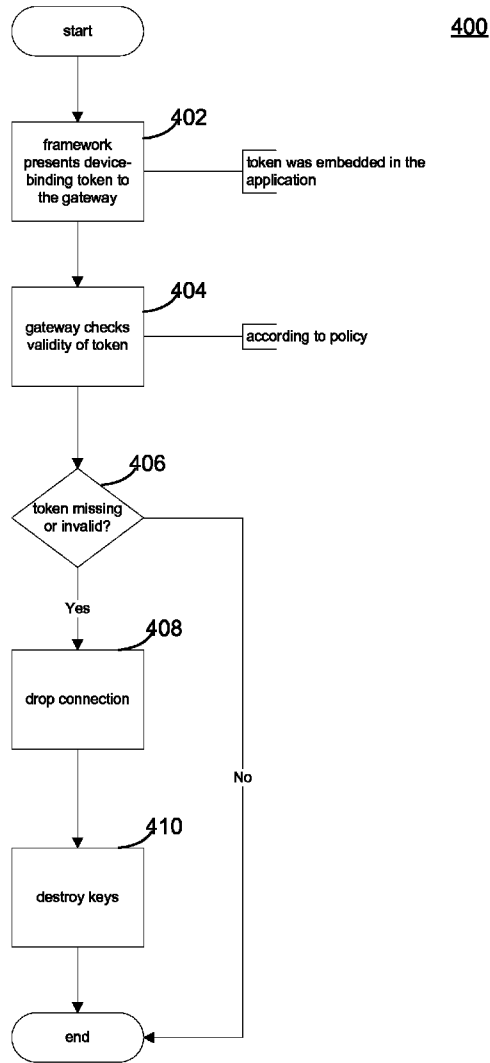 start
400
402
framework
presents device-
binding token to
the gateway
token was embedded in the
application
404
gateway checks
validity of token
according to policy
406
token missing
or invalid?
Yes
408
drop connection
No
410
destroy keys
end